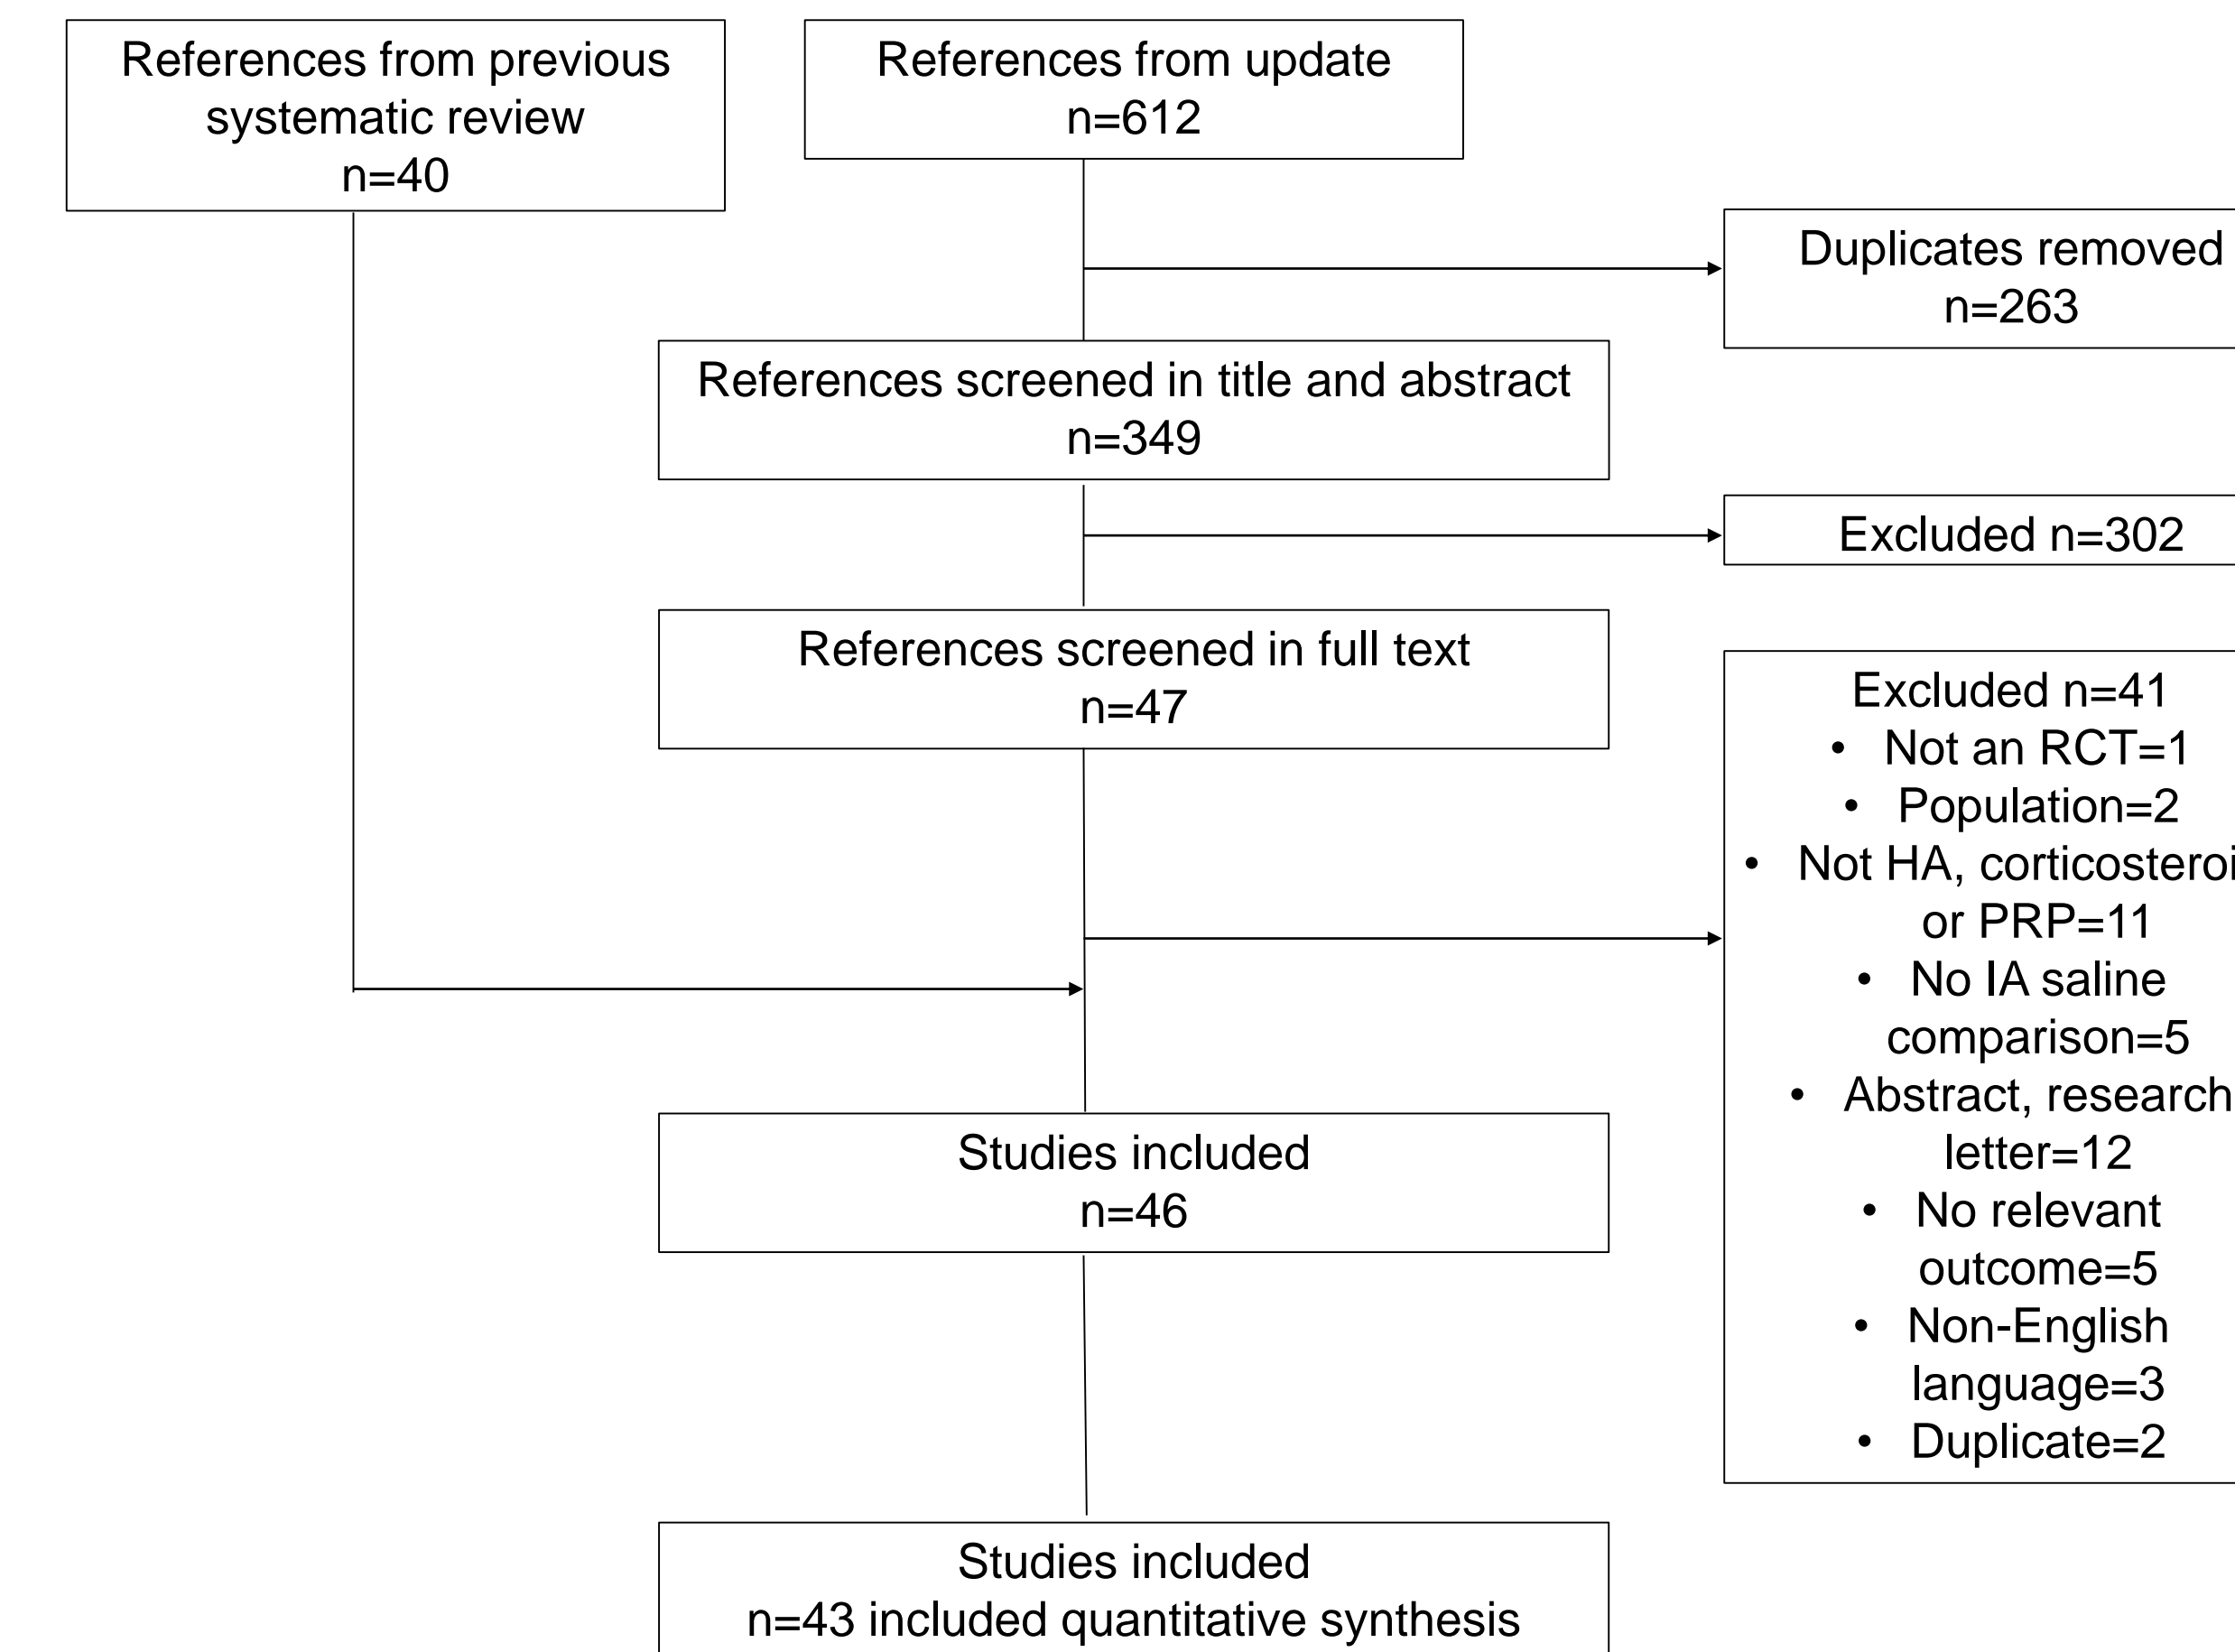 References from previous
systematic review
n=40
References from update
n=612
Duplicates removed
n=263
References screened in title and abstract
n=349
Excluded n=302
References screened in full text
n=47
Excluded n=41
• Not an RCT=1
• Population=2
• Not HA, corticosteroi
or PRP=11
• No IA saline
comparison=5
• Abstract, research
letter=12
• No relevant
outcome=5
• Non-English
language=3
• Duplicate=2
Studies included
n=46
Studies included
n=43 included quantitative synthesis